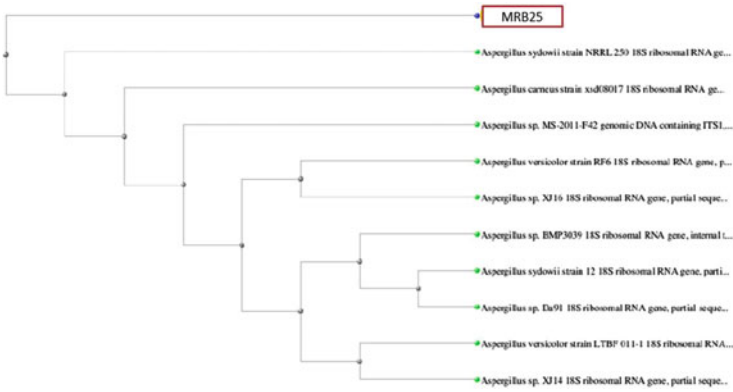 MRB25
Aspergillus sydowii strain NRRL 250 18S ribosomal RNA ge...
Aspergillus carneus strain xsd08017 18S ribosomal RNA ge...
Aspergillus sp. MS-2011-F42 genomic DNA containing ITS1,...
Aspergillus versicolor strain RF6 18S ribosomal RNA gene, p...
Aspergillus sp. XJ16 18S ribosomal RNA gene, partial seque...
Aspergillus sp. BMP3039 18S ribosomal RNA gene, internal t...
Aspergillus sydowii strain 12 18S ribosomal RNA gene, parti...
Aspergillus sp. Da91 18S ribosomal RNA gene, partial seque...
Aspergillus versicolor strain LTBF 011-1 18S ribosomal RNA...
Aspergillus sp. XJ14 18S ribosomal RNA gene, partial seque...